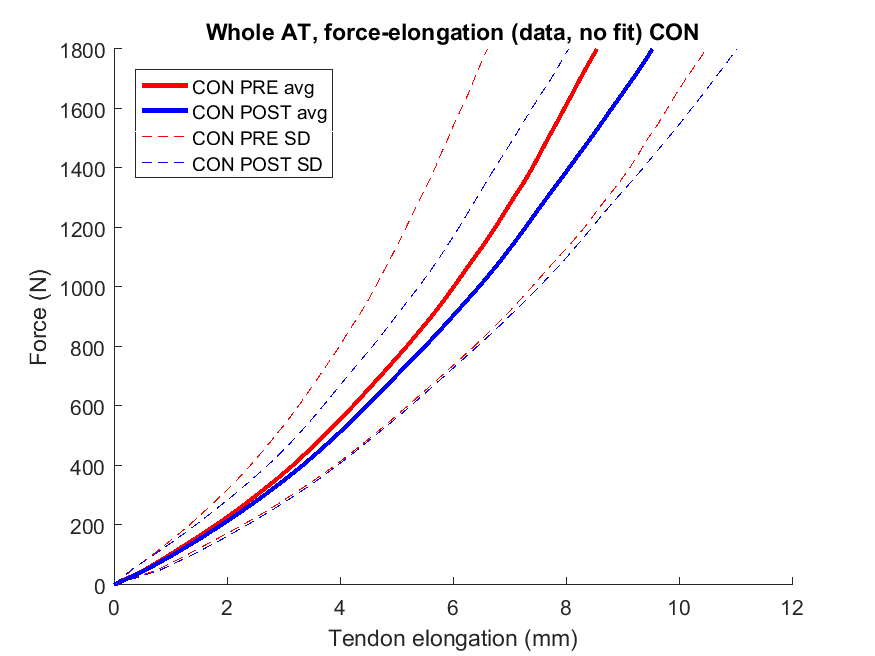 Whole AT, force-elongation (data, no fit) CON
1800
1600
1400
1200
1000
800
600
400
200
0
Force (N)
CON PRE avg
CON POST avg
CON PRE SD
CON POST SD
0 2 4 6 8 10 12
Tendon elongation (mm)